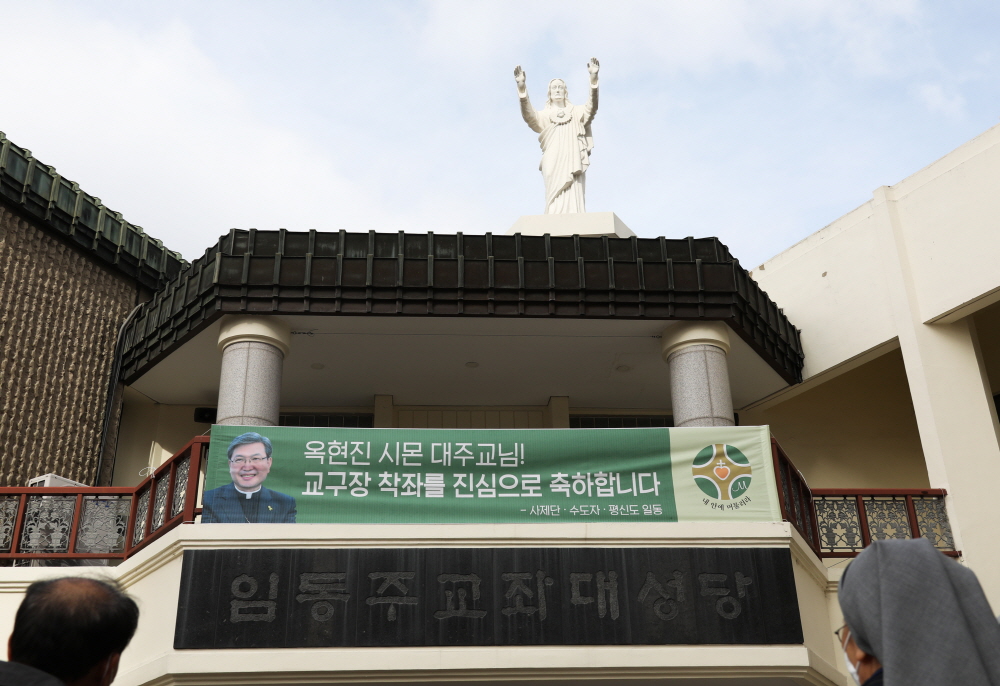 옥현진 시몬 대주교님!
교구장 착좌를 진심으로 축하합니다
- 사제단 · 수도자 · 평신도 일동
내 안에 머물러라
임동주교좌대성당